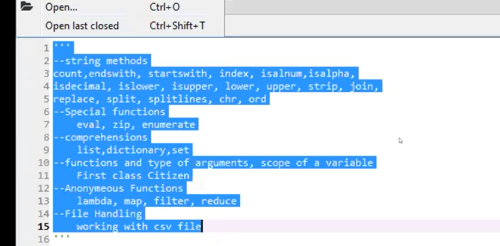 Open... Ctrl+O
Open last closed Ctrl+Shift+T
1 '''
2 --string methods
3 count,endswith, startswith, index, isalnum,isalpha,
4 isdecimal, islower, isupper, lower, upper, strip, join,
5 replace, split, splitlines, chr, ord
6 --Special functions
7 eval, zip, enumerate
8 --comprehensions
9 list,dictionary,set
10 --functions and type of arguments, scope of a variable
11 First class Citizen
12 --Anonymeous Functions
13 lambda, map, filter, reduce
14 --File Handling
15 working with csv file
16 '''